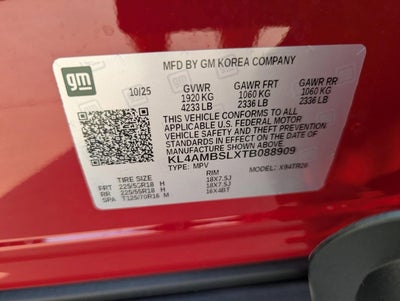 gm
MFD BY GM KOREA COMPANY
10/25 GVWR GAWR FRT GAWR RR
1920 KG 1060 KG 1060 KG
4233 LB 2336 LB 2336 LB
THIS VEHICLE CONFORMS TO ALL
APPLICABLE U.S. FEDERAL MOTOR
VEHICLE SAFETY STANDARDS IN
EFFECT ON THE DATE OF
MANUFACTURE SHOWN ABOVE.
KL4AMBSLXTB088909
TYPE: MPV MODEL: X94TR26
TIRE SIZE RIM
FRT 225/55R18 H 18X7.5J
RR 225/55R18 H 18X7.5J
SPA T125/70R16 M 16X4BT